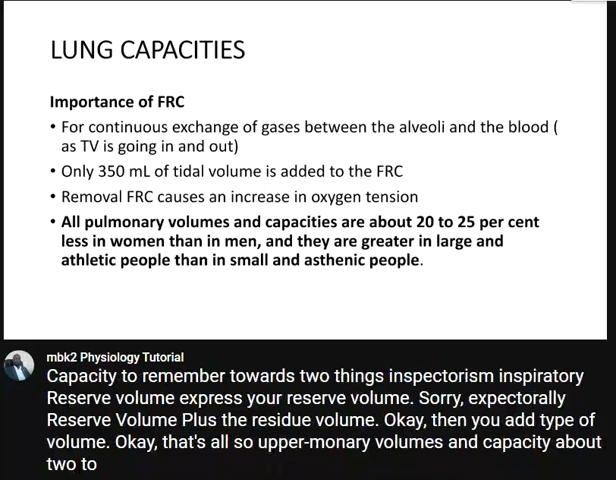 LUNG CAPACITIES
Importance of FRC
• For continuous exchange of gases between the alveoli and the blood (
as TV is going in and out)
• Only 350 mL of tidal volume is added to the FRC
• Removal FRC causes an increase in oxygen tension
• All pulmonary volumes and capacities are about 20 to 25 per cent
less in women than in men, and they are greater in large and
athletic people than in small and asthenic people.
mbk2 Physiology Tutorial
Capacity to remember towards two things inspectorism inspiratory
Reserve volume express your reserve volume. Sorry, expectorally
Reserve Volume Plus the residue volume. Okay, then you add type of
volume. Okay, that's all so upper-monary volumes and capacity about
two to